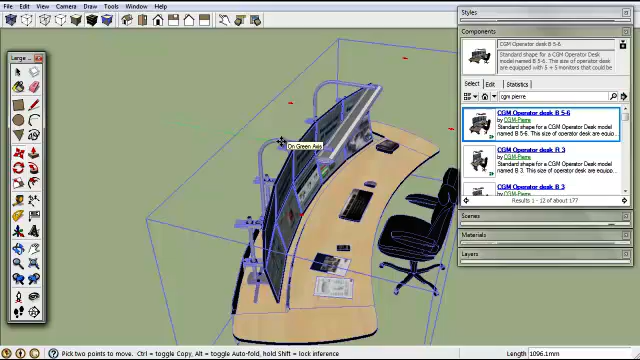 File Edit View Camera Draw Tools Window Help
Large ...
On Green Axis
Styles
Components
CGM Operator desk B 5-6
Standard shape for a CGM Operator Desk model named B 5-6. This size of operator desk are equipped with 5 + 5 monitors that could be
Select Edit Statistics
cgm pierre
CGM Operator desk B 5-6
by CGM-Pierre
Standard shape for a CGM Operator Desk model named B 5-6. This size of operator desk are equipped
CGM Operator desk R 3
by CGM-Pierre
Standard shape for a CGM Operator Desk model named B 3. This size of operator desk are equipped
CGM Operator desk B 3
by CGM-Pierre
Results 1 - 12 of about 177
Scenes
Materials
Layers
Pick two points to move. Ctrl = toggle Copy, Alt = toggle Auto-fold, hold Shift = lock inference
Length 1096.1mm